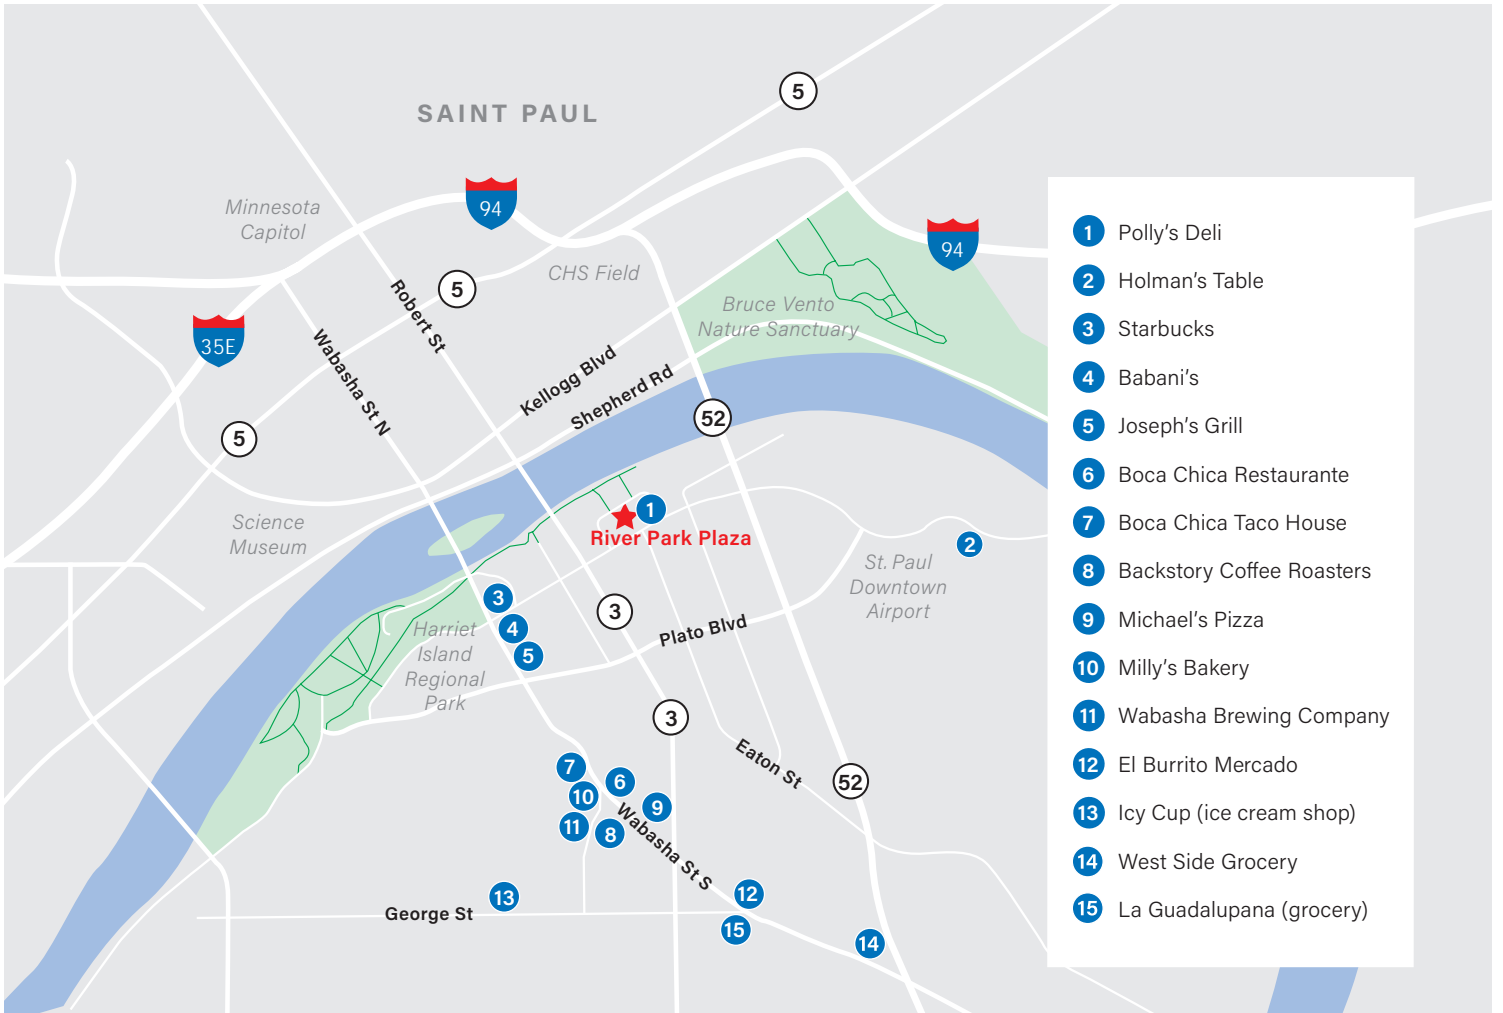 SAINT PAUL
5
94
Minnesota
Capitol
94
CHS Field
5
Robert St
Bruce Vento
Nature Sanctuary
35E
Wabasha St N
Kellogg Blvd
Shepherd Rd
52
5
Science
Museum
1
River Park Plaza
2
St. Paul
Downtown
Airport
3
4
5
3
Harriet
Island
Regional
Park
Plato Blvd
3
Eaton St
52
7
6
10
9
11
8
Wabasha St S
13
12
George St
15
14
1 Polly's Deli
2 Holman's Table
3 Starbucks
4 Babani's
5 Joseph's Grill
6 Boca Chica Restaurante
7 Boca Chica Taco House
8 Backstory Coffee Roasters
9 Michael's Pizza
10 Milly's Bakery
11 Wabasha Brewing Company
12 El Burrito Mercado
13 Icy Cup (ice cream shop)
14 West Side Grocery
15 La Guadalupana (grocery)